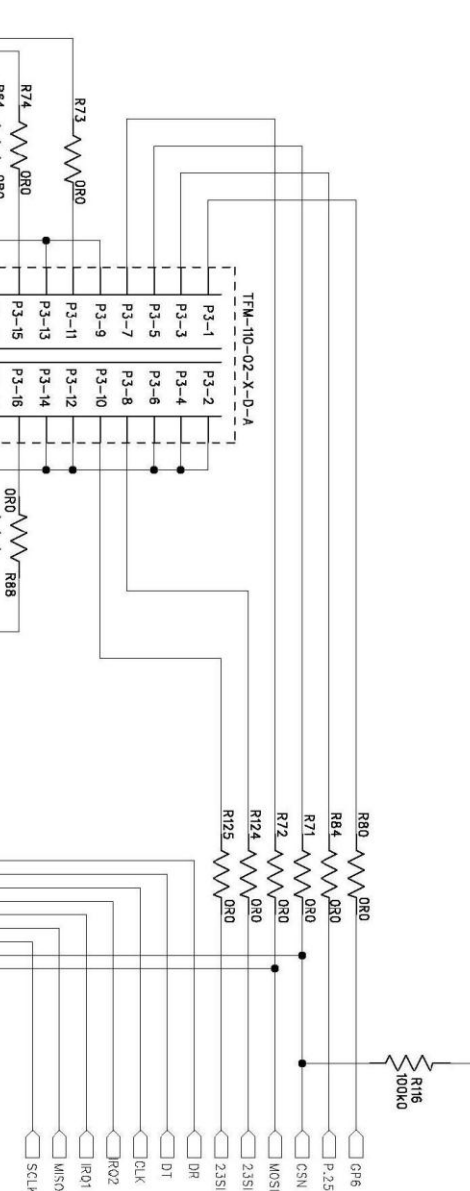 R73
0R0
R74
0R0
R64
0R0
TFM-110-02-X-D-A
P3-1
P3-3
P3-5
P3-7
P3-9
P3-11
P3-13
P3-15
P3-2
P3-4
P3-6
P3-8
P3-10
P3-12
P3-14
P3-16
0R0
R88
R80
0R0
R84
0R0
R71
0R0
R72
0R0
R124
0R0
R125
0R0
R116
100k0
GP6
P.25
CSN
MOSI
23SI
23SI
DR
DT
CLK
IRQ2
IRQ1
MISO
SCLK